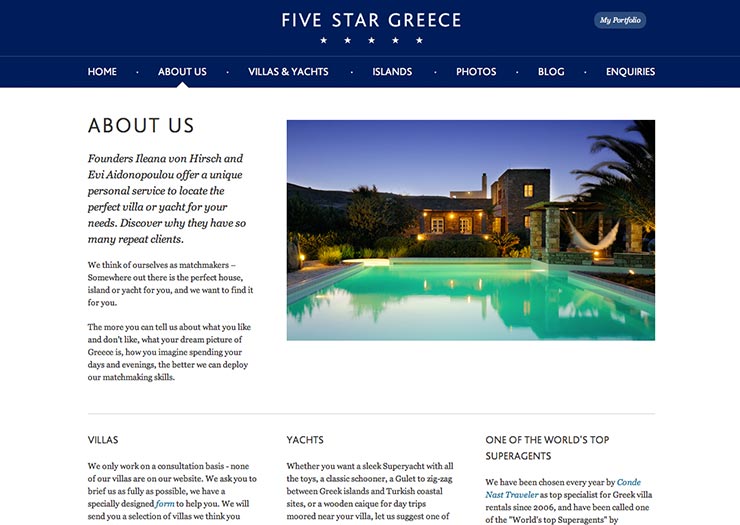 FIVE STAR GREECE
My Portfolio
HOME · ABOUT US · VILLAS & YACHTS · ISLANDS · PHOTOS · BLOG · ENQUIRIES
ABOUT US
Founders Ileana von Hirsch and
Evi Aidonopoulou offer a unique
personal service to locate the
perfect villa or yacht for your
needs. Discover why they have so
many repeat clients.
We think of ourselves as matchmakers –
Somewhere out there is the perfect house,
island or yacht for you, and we want to find it
for you.
The more you can tell us about what you like
and don't like, what your dream picture of
Greece is, how you imagine spending your
days and evenings, the better we can deploy
our matchmaking skills.
VILLAS
We only work on a consultation basis - none
of our villas are on our website. We ask you to
brief us as fully as possible, we have a
specially designed form to help you. We will
send you a selection of villas we think you
YACHTS
Whether you want a sleek Superyacht with all
the toys, a classic schooner, a Gulet to zig-zag
between Greek islands and Turkish coastal
sites, or a wooden caique for day trips
moored near your villa, let us suggest one of
ONE OF THE WORLD'S TOP
SUPERAGENTS
We have been chosen every year by Conde
Nast Traveler as top specialist for Greek villa
rentals since 2006, and have been called one
of the "World's top Superagents" by